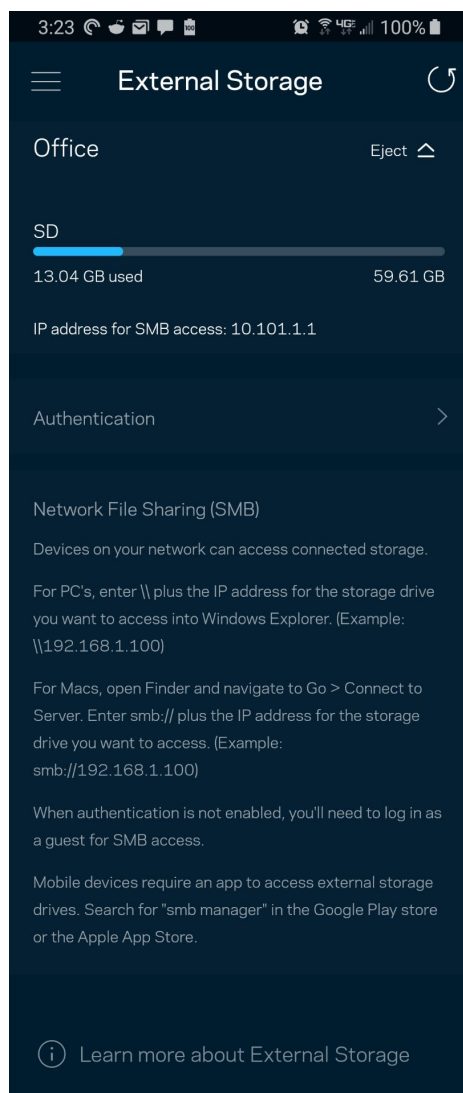 3:23 100 4GE 100%
External Storage
Office Eject
SD
13.04 GB used 59.61 GB
IP address for SMB access: 10.101.1.1
Authentication
Network File Sharing (SMB)
Devices on your network can access connected storage.
For PC's, enter \\ plus the IP address for the storage drive
you want to access into Windows Explorer. (Example:
\\192.168.1.100)
For Macs, open Finder and navigate to Go > Connect to
Server. Enter smb:// plus the IP address for the storage
drive you want to access. (Example:
smb://192.168.1.100)
When authentication is not enabled, you'll need to log in as
a guest for SMB access.
Mobile devices require an app to access external storage
drives. Search for "smb manager" in the Google Play store
or the Apple App Store.
Learn more about External Storage